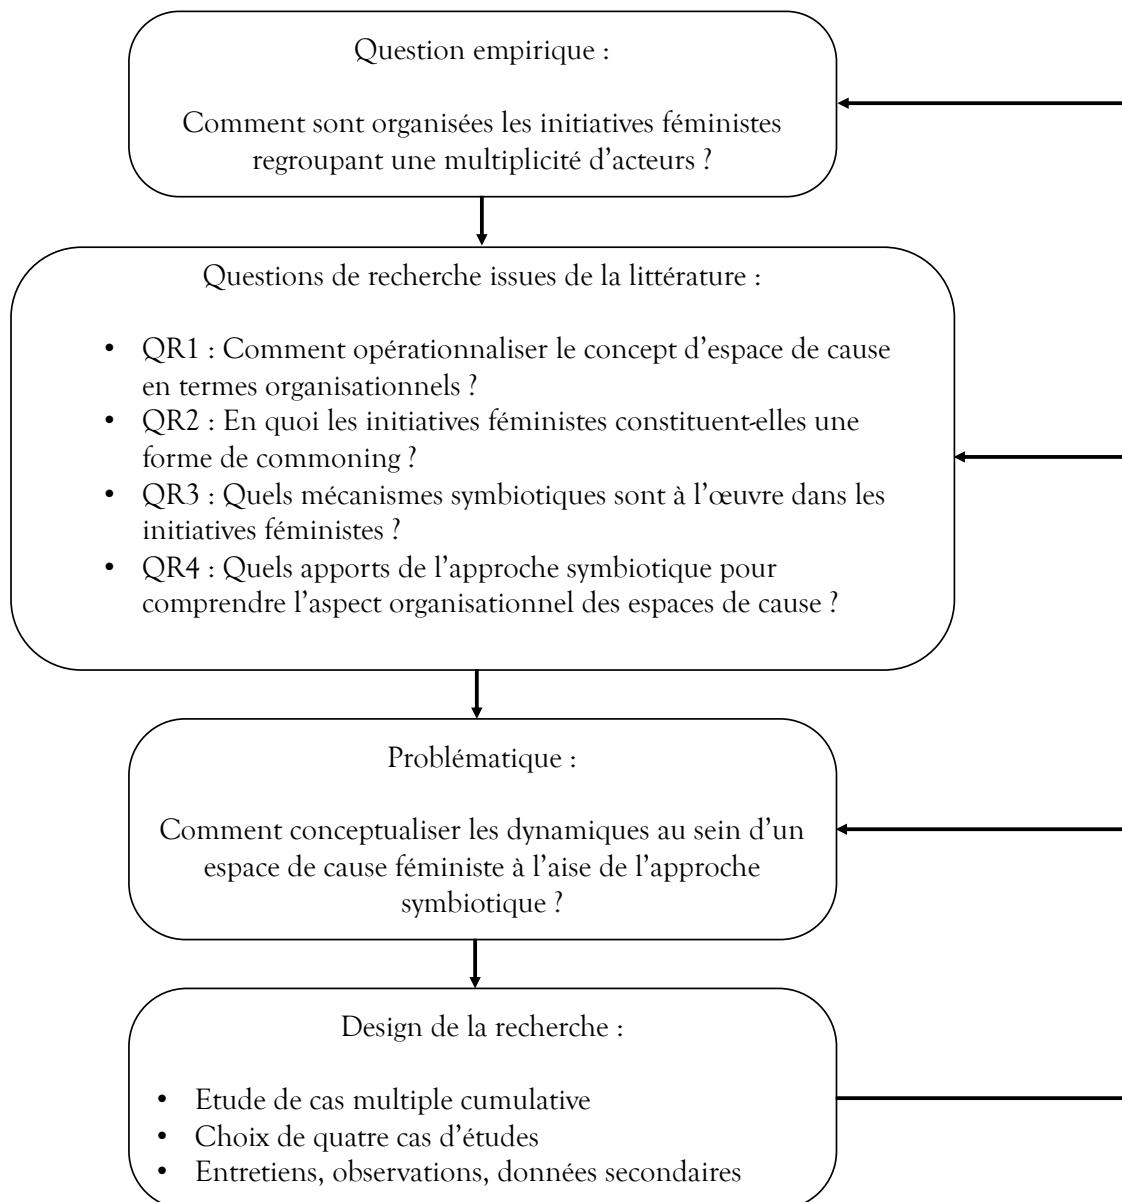 Question empirique :
Comment sont organisées les initiatives féministes
regroupant une multiplicité d’acteurs ?
Questions de recherche issues de la littérature :
• QR1 : Comment opérationnaliser le concept d’espace de cause
en termes organisationnels ?
• QR2 : En quoi les initiatives féministes constituent-elles une
forme de commoning ?
• QR3 : Quels mécanismes symbiotiques sont à l’œuvre dans les
initiatives féministes ?
• QR4 : Quels apports de l’approche symbiotique pour
comprendre l’aspect organisationnel des espaces de cause ?
Problématique :
Comment conceptualiser les dynamiques au sein d’un
espace de cause féministe à l’aise de l’approche
symbiotique ?
Design de la recherche :
• Etude de cas multiple cumulative
• Choix de quatre cas d’études
• Entretiens, observations, données secondaires